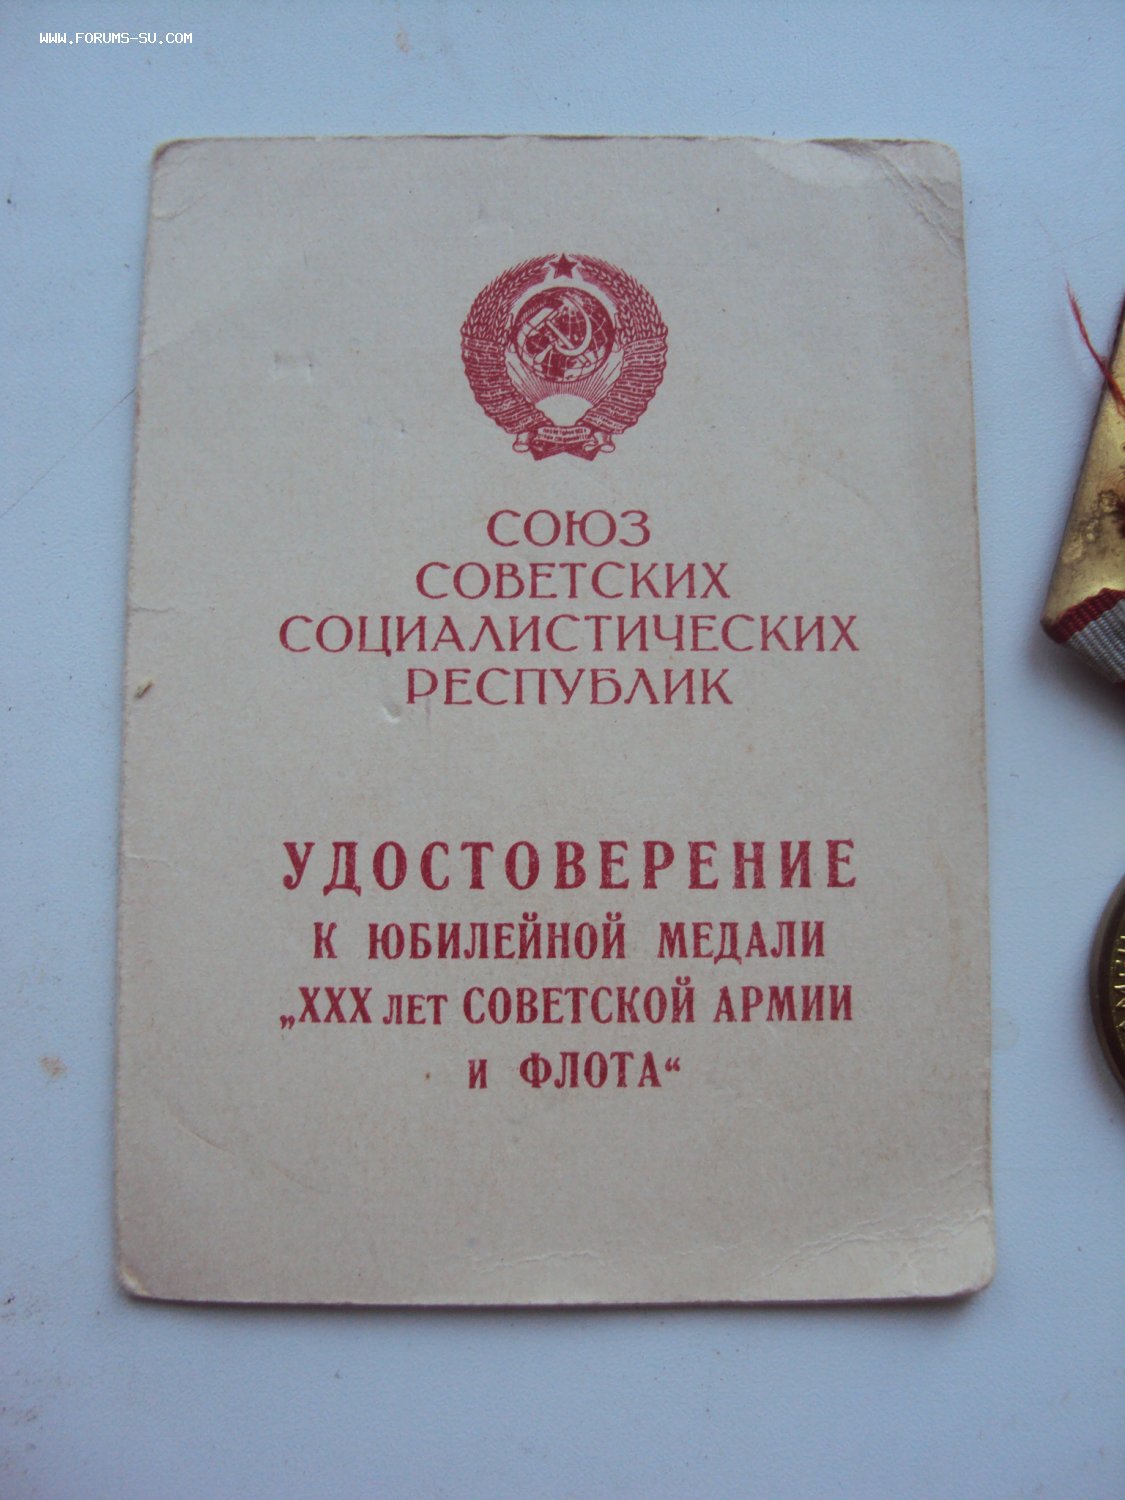 WWW.FORUMS-SU.COM
СОЮЗ
СОВЕТСКИХ
СОЦИАЛИСТИЧЕСКИХ
РЕСПУБЛИК
УДОСТОВЕРЕНИЕ
К ЮБИЛЕЙНОЙ МЕДАЛИ
„XXX ЛЕТ СОВЕТСКОЙ АРМИИ
И ФЛОТА“